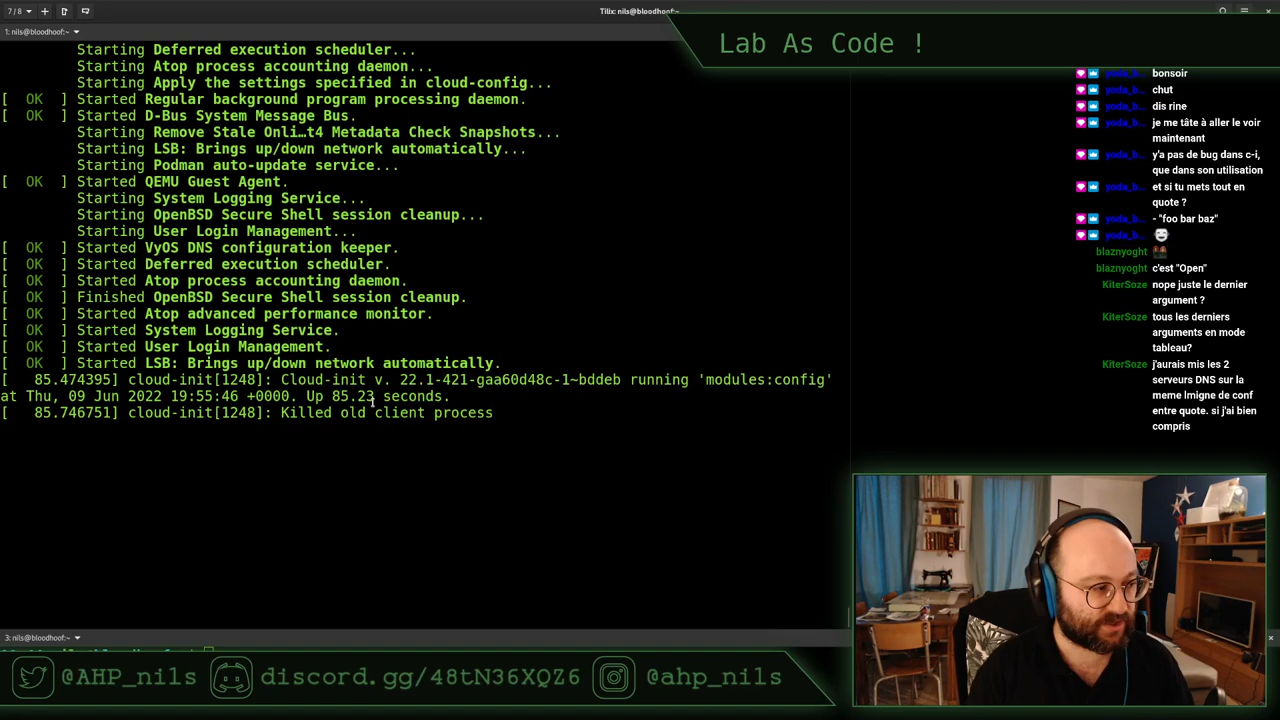 7/8
Tilix: nils@bloodhoof:~
Lab As Code !
1: nils@bloodhoof:~
Starting Deferred execution scheduler...
Starting Atop process accounting daemon...
Starting Apply the settings specified in cloud-config...
[  OK  ] Started Regular background program processing daemon.
[  OK  ] Started D-Bus System Message Bus.
Starting Remove Stale Onli…t4 Metadata Check Snapshots...
Starting LSB: Brings up/down network automatically...
Starting Podman auto-update service...
[  OK  ] Started QEMU Guest Agent.
Starting System Logging Service...
Starting OpenBSD Secure Shell session cleanup...
Starting User Login Management...
[  OK  ] Started VyOS DNS configuration keeper.
[  OK  ] Started Deferred execution scheduler.
[  OK  ] Started Atop process accounting daemon.
[  OK  ] Finished OpenBSD Secure Shell session cleanup.
[  OK  ] Started Atop advanced performance monitor.
[  OK  ] Started System Logging Service.
[  OK  ] Started User Login Management.
[  OK  ] Started LSB: Brings up/down network automatically.
[   85.474395] cloud-init[1248]: Cloud-init v. 22.1-421-gaa60d48c-1~bddeb running 'modules:config'
at Thu, 09 Jun 2022 19:55:46 +0000. Up 85.23 seconds.
[   85.746751] cloud-init[1248]: Killed old client process
yoda_b... bonsoir
yoda_b... chut
yoda_b... dis rine
yoda_b... je me tâte à aller le voir
maintenant
yoda_b... y'a pas de bug dans c-i,
que dans son utilisation
yoda_b... et si tu mets tout en
quote ?
yoda_b... - "foo bar baz"
yoda_b...
blaznyoght
blaznyoght c'est "Open"
KiterSoze nope juste le dernier
argument ?
KiterSoze tous les derniers
arguments en mode
tableau?
KiterSoze j'aurais mis les 2
serveurs DNS sur la
meme lmigne de conf
entre quote. si j'ai bien
compris
3: nils@bloodhoof:~
@AHP_nils
discord.gg/48tN36XQZ6
@ahp_nils